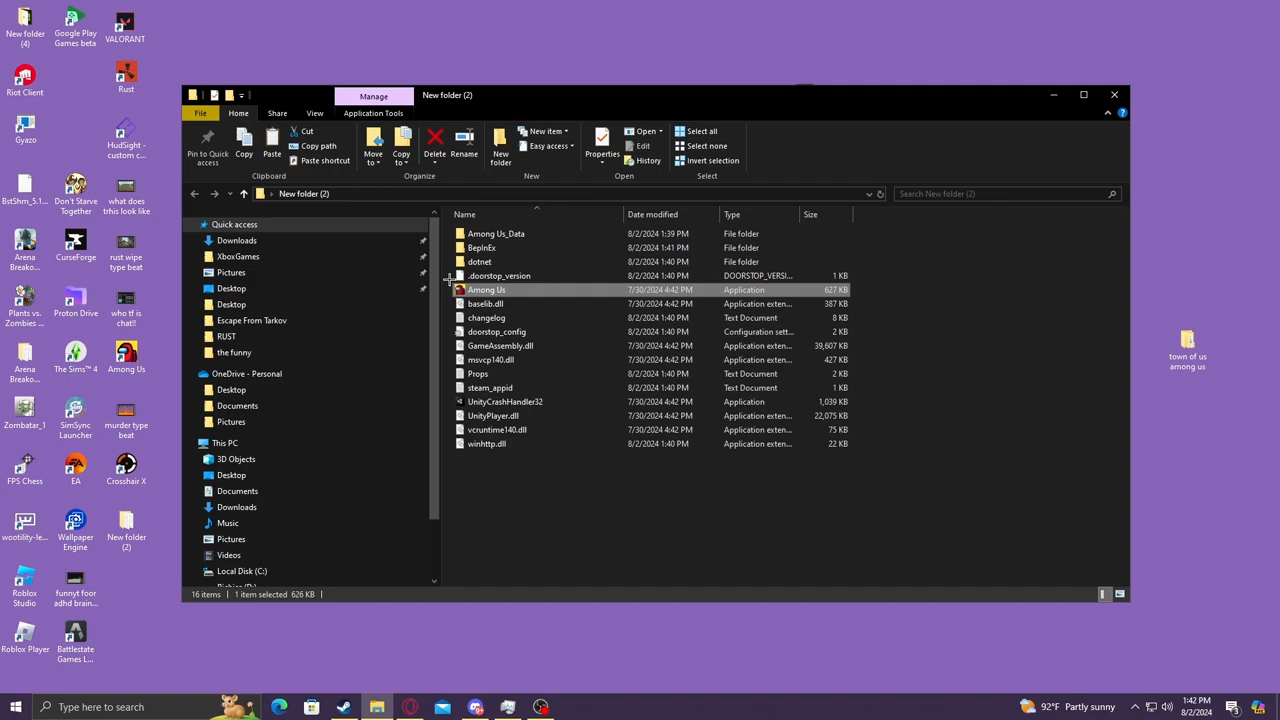 New folder
(4)
Google Play
Games beta
VALORANT
Riot Client
Rust
Gyazo
HudSight -
custom c...
BstShm_5.1...
Don't Starve
Together
what does
trhis look like
Arena
Breako...
CurseForge
rust wipe
type beat
Plants vs.
Zombies ...
Proton Drive
who tf is
chat?
Arena
Breako...
The Sims™ 4
Among Us
Zombatar_1
SimSync
Launcher
murder type
beat
FPS Chess
EA
Crosshair X
wootility-le...
Wallpaper
Engine
New folder
(2)
Roblox
Studio
funnyt foor
adhd brain...
Roblox Player
Battlestate
Games L...
Manage
New folder (2)
File
Home
Share
View
Application Tools
Pin to Quick
access
Copy
Paste
Cut
Copy path
Paste shortcut
Clipboard
Move
to
Copy
to
Delete
Rename
Organize
New
folder
New item
Easy access
New
Properties
Open
Edit
History
Open
Select all
Select none
Invert selection
Select
New folder (2)
Search New folder (2)
Quick access
Downloads
XboxGames
Pictures
Desktop
Desktop
Escape From Tarkov
RUST
the funny
OneDrive - Personal
Desktop
Documents
Pictures
This PC
3D Objects
Desktop
Documents
Downloads
Music
Pictures
Videos
Local Disk (C:)
Name Date modified Type Size
Among Us_Data 8/2/2024 1:39 PM File folder
BepInEx 8/2/2024 1:41 PM File folder
dotnet 8/2/2024 1:40 PM File folder
.doorstop_version 8/2/2024 1:40 PM DOORSTOP_VERSI... 1 KB
Among Us 7/30/2024 4:42 PM Application 627 KB
baselib.dll 7/30/2024 4:42 PM Application exten... 387 KB
changelog 8/2/2024 1:40 PM Text Document 8 KB
doorstop_config 8/2/2024 1:40 PM Configuration sett... 2 KB
GameAssembly.dll 7/30/2024 4:42 PM Application exten... 39,607 KB
msvcp140.dll 7/30/2024 4:42 PM Application exten... 427 KB
Props 7/30/2024 4:42 PM Text Document 2 KB
steam_appid 8/2/2024 1:40 PM Text Document 1 KB
UnityCrashHandler32 7/30/2024 4:42 PM Application 1,039 KB
UnityPlayer.dll 7/30/2024 4:42 PM Application exten... 22,075 KB
vcruntime140.dll 7/30/2024 4:42 PM Application exten... 75 KB
winhttp.dll 8/2/2024 1:40 PM Application exten... 22 KB
16 items 1 item selected 626 KB
town of us
among us
Type here to search
92°F Partly sunny
1:42 PM
8/2/2024